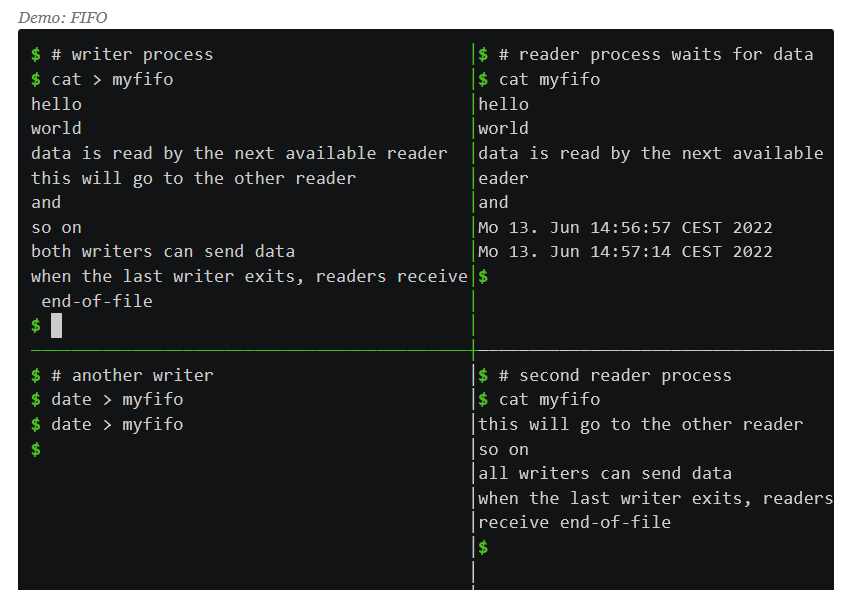 Demo: FIFO
$ # writer process
$ cat > myfifo
hello
world
data is read by the next available reader
this will go to the other reader
and
so on
both writers can send data
when the last writer exits, readers receive
end-of-file
$
$ # reader process waits for data
$ cat myfifo
hello
world
data is read by the next available
eader
and
Mo 13. Jun 14:56:57 CEST 2022
Mo 13. Jun 14:57:14 CEST 2022
$
$ # another writer
$ date > myfifo
$ date > myfifo
$
$ # second reader process
$ cat myfifo
this will go to the other reader
so on
all writers can send data
when the last writer exits, readers
receive end-of-file
$